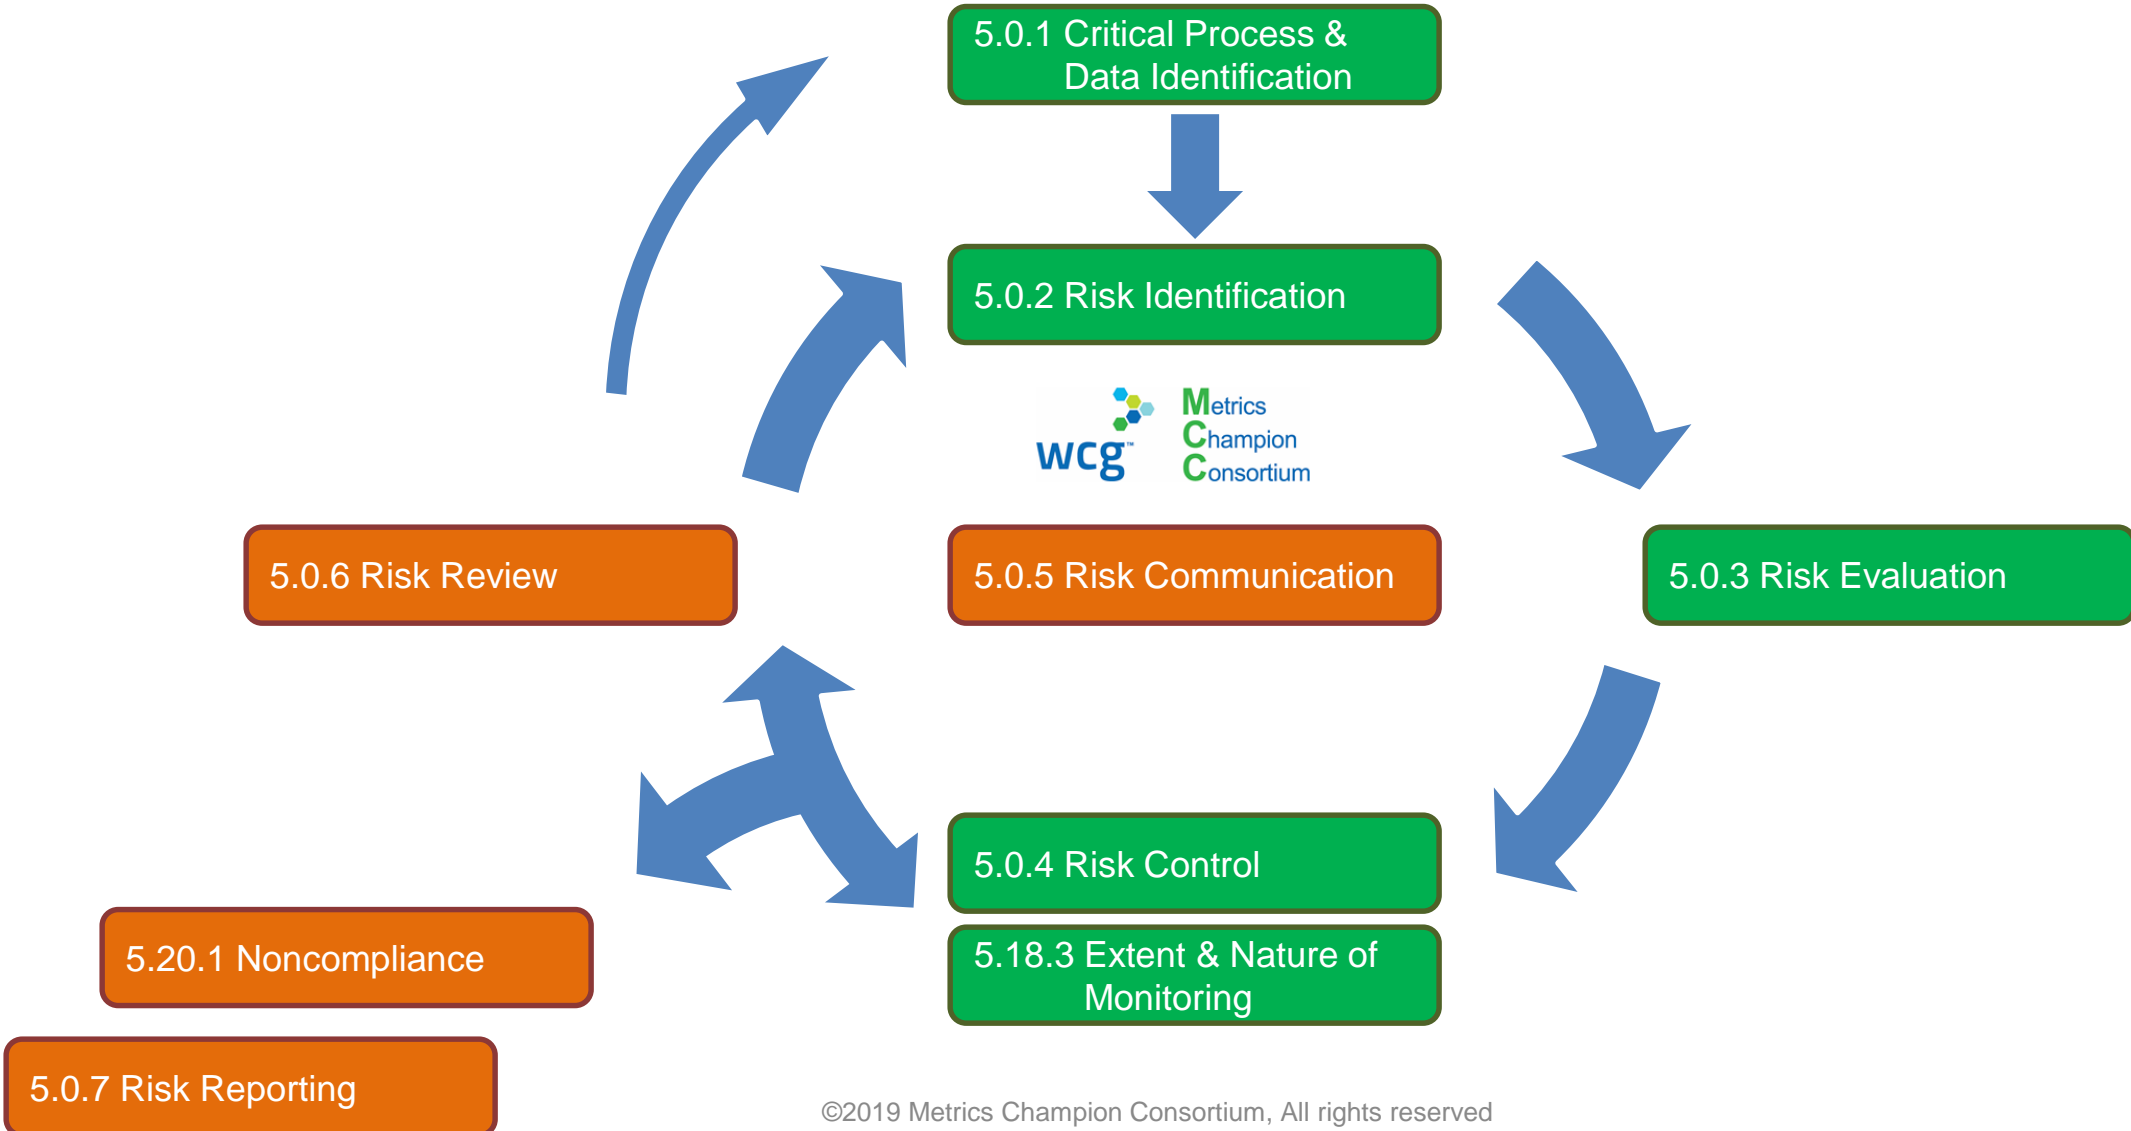 5.0.1 Critical Process &
Data Identification
5.0.2 Risk Identification
wcg™
Metrics
Champion
Consortium
5.0.6 Risk Review
5.0.5 Risk Communication
5.0.3 Risk Evaluation
5.0.4 Risk Control
5.18.3 Extent & Nature of
Monitoring
5.20.1 Noncompliance
5.0.7 Risk Reporting
©2019 Metrics Champion Consortium, All rights reserved